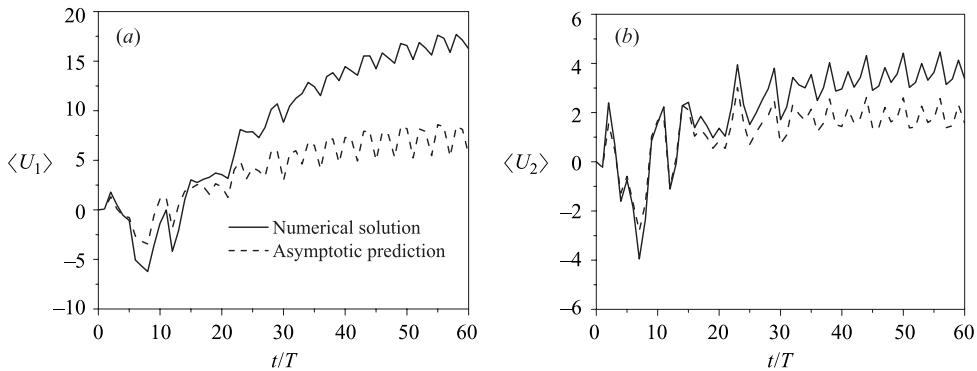 (a)
20
15
10
5
0
–5
–10
⟨U1⟩
Numerical solution
Asymptotic prediction
0 10 20 30 40 50 60
t/T
(b)
6
4
2
0
–2
–4
–6
⟨U2⟩
0 10 20 30 40 50 60
t/T